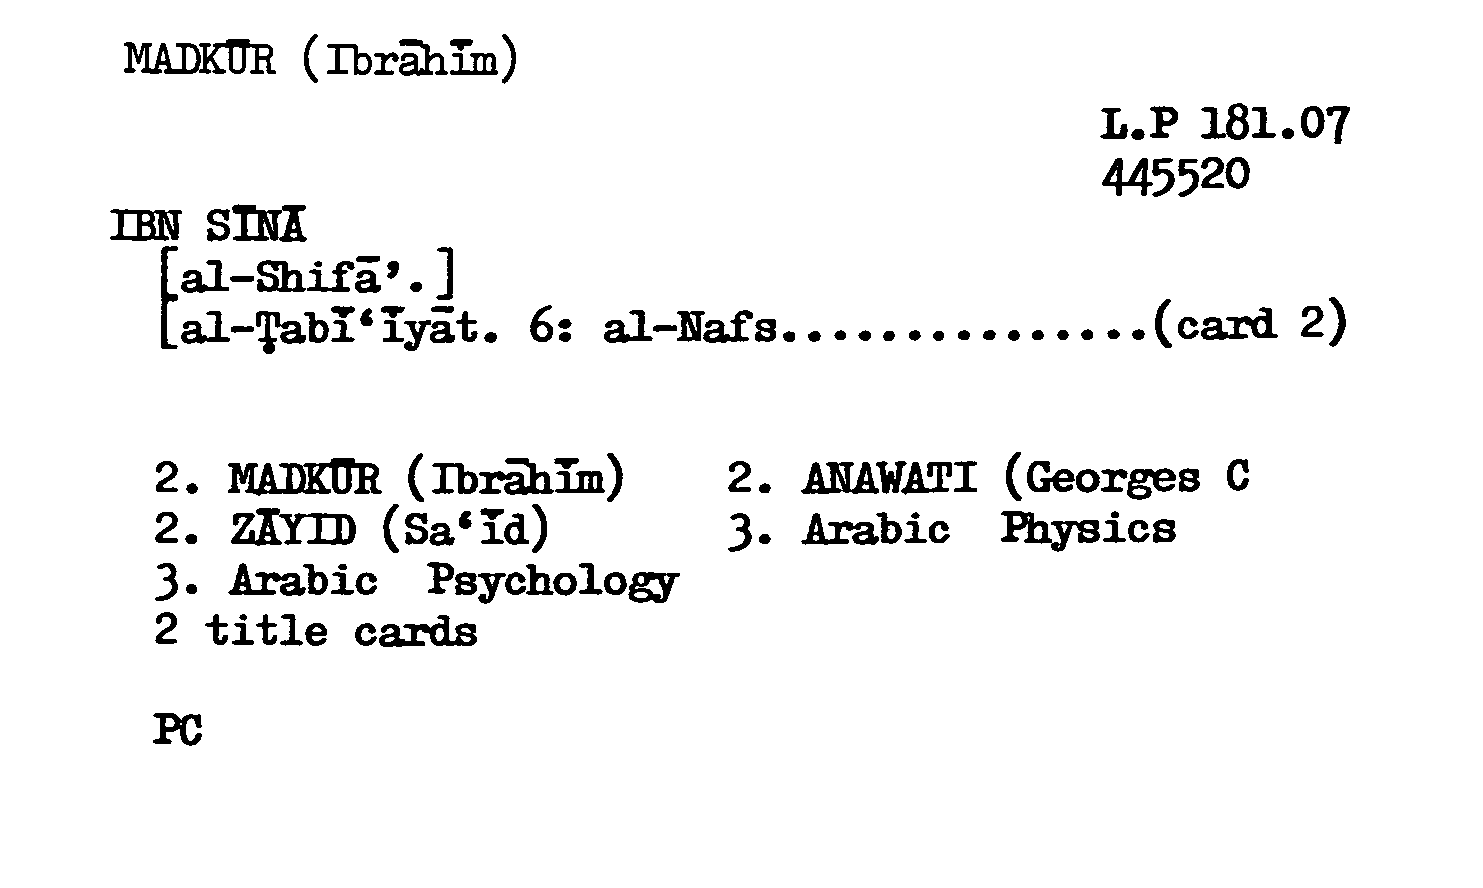 MADKŪR (Ibrāhīm)
L.P 181.07
445520
IBN SĪNĀ
[al-Shifā’.]
[al-Ṭabī‘īyāt. 6: al-Nafs...............(card 2)
2. MADKŪR (Ibrāhīm) 2. ANAWATI (Georges C
2. ZĀYID (Sa‘īd) 3. Arabic Physics
3. Arabic Psychology
2 title cards
PC